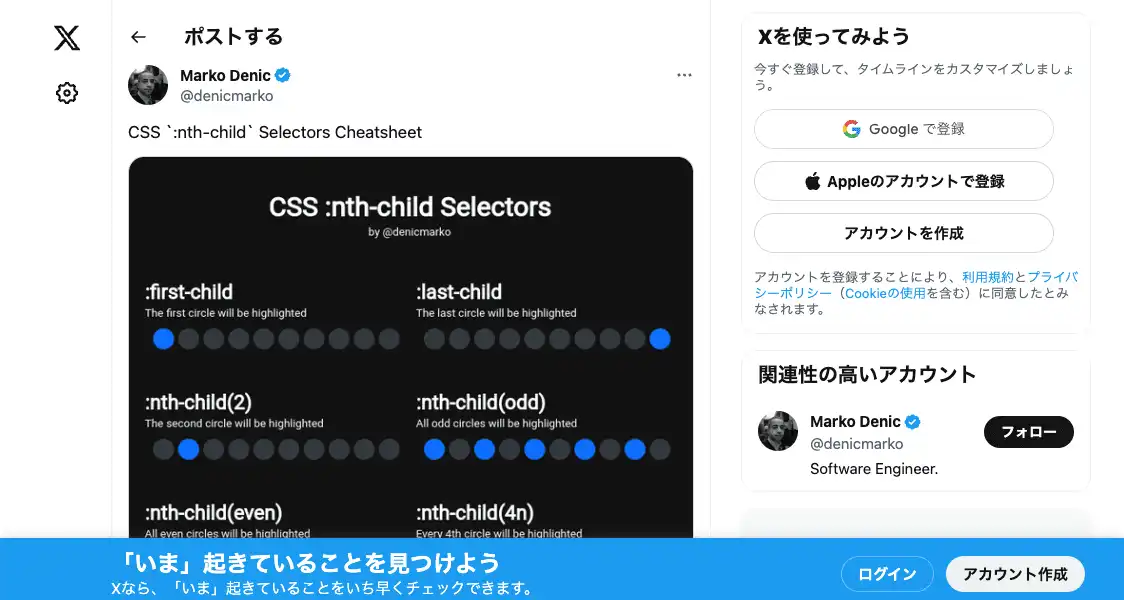 ポストする
Marko Denic
@denicmarko
CSS `:nth-child` Selectors Cheatsheet
CSS :nth-child Selectors
by @denicmarko
:first-child
The first circle will be highlighted
:last-child
The last circle will be highlighted
:nth-child(2)
The second circle will be highlighted
:nth-child(odd)
All odd circles will be highlighted
:nth-child(even)
All even circles will be highlighted
:nth-child(4n)
Every 4th circle will be highlighted
Xを使ってみよう
今すぐ登録して、タイムラインをカスタマイズしましょ
う。
Google で登録
Appleのアカウントで登録
アカウントを作成
アカウントを登録することにより、利用規約とプライバ
シーポリシー（Cookieの使用を含む）に同意したとみ
なされます。
関連性の高いアカウント
Marko Denic
@denicmarko
フォロー
Software Engineer.
「いま」起きていることを見つけよう
Xなら、「いま」起きていることをいち早くチェックできます。
ログイン
アカウント作成